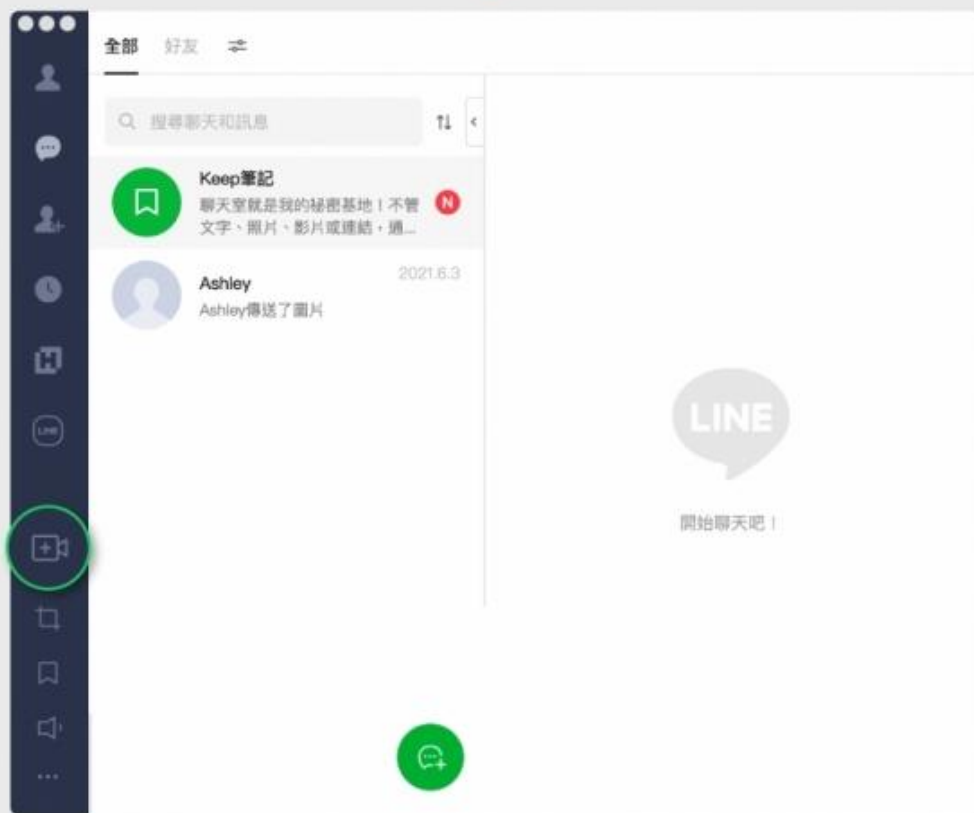 全部 好友
搜尋聊天和訊息
Keep筆記
聊天室就是我的祕密基地！不管
文字、照片、影片或連結，通...
N
Ashley
2021.6.3
Ashley傳送了圖片
LINE
LINE
開始聊天吧！